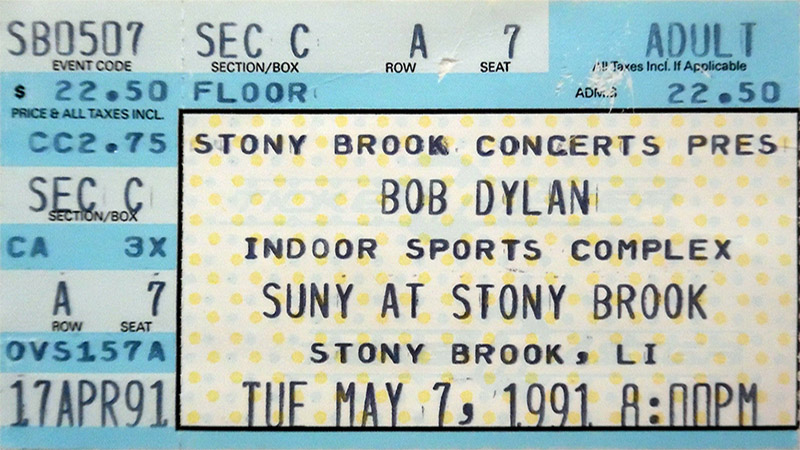 SB0507
EVENT CODE
$ 22.50
PRICE & ALL TAXES INCL.
CC2.75
SEC C
SECTION/BOX
CA 3X
A 7
ROW SEAT
OVS157A
17APR91
SEC C A 7 ADULT
SECTION/BOX ROW SEAT All Taxes Incl. If Applicable
FLOOR 22.50
STONY BROOK CONCERTS PRES
BOB DYLAN
INDOOR SPORTS COMPLEX
SUNY AT STONY BROOK
STONY BROOK, LI
TUE MAY 7, 1991 8:00PM